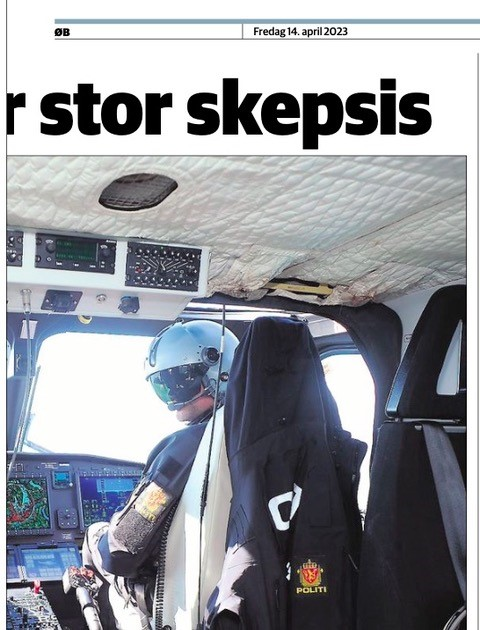 ØB
Fredag 14. april 2023
r stor skepsis
POLITI